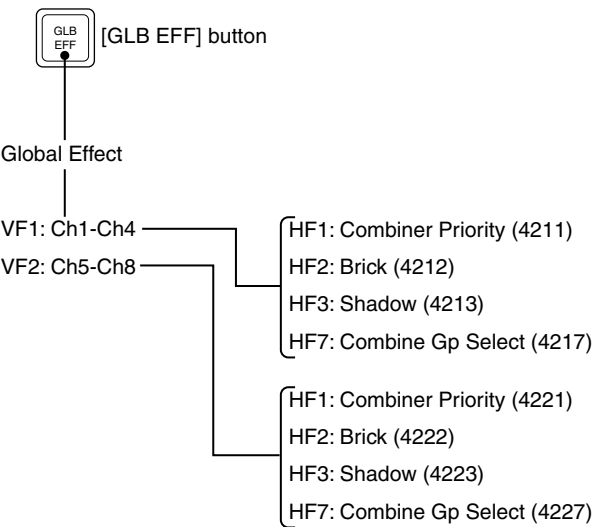 GLB
EFF
[GLB EFF] button
Global Effect
VF1: Ch1-Ch4
VF2: Ch5-Ch8
HF1: Combiner Priority (4211)
HF2: Brick (4212)
HF3: Shadow (4213)
HF7: Combine Gp Select (4217)
HF1: Combiner Priority (4221)
HF2: Brick (4222)
HF3: Shadow (4223)
HF7: Combine Gp Select (4227)